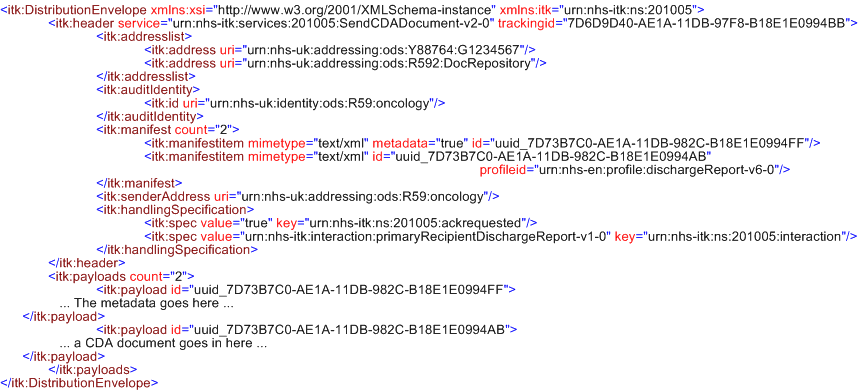 <itk:DistributionEnvelope xmlns:xsi="http://www.w3.org/2001/XMLSchema-instance" xmlns:itk="urn:nhs-itk:ns:201005">
<itk:header service="urn:nhs-itk:services:201005:SendCDADocument-v2-0" trackingid="7D6D9D40-AE1A-11DB-97F8-B18E1E0994BB">
<itk:addresslist>
<itk:address uri="urn:nhs-uk:addressing:ods:Y88764:G1234567"/>
<itk:address uri="urn:nhs-uk:addressing:ods:R592:DocRepository"/>
</itk:addresslist>
<itk:auditIdentity>
<itk:id uri="urn:nhs-uk:identity:ods:R59:oncology"/>
</itk:auditIdentity>
<itk:manifest count="2">
<itk:manifestitem mimetype="text/xml" metadata="true" id="uuid_7D73B7C0-AE1A-11DB-982C-B18E1E0994FF"/>
<itk:manifestitem mimetype="text/xml" id="uuid_7D73B7C0-AE1A-11DB-982C-B18E1E0994AB"
profileid="urn:nhs-en:profile:dischargeReport-v6-0"/>
</itk:manifest>
<itk:senderAddress uri="urn:nhs-uk:addressing:ods:R59:oncology"/>
<itk:handlingSpecification>
<itk:spec value="true" key="urn:nhs-itk:ns:201005:ackrequested"/>
<itk:spec value="urn:nhs-itk:interaction:primaryRecipientDischargeReport-v1-0" key="urn:nhs-itk:ns:201005:interaction"/>
</itk:handlingSpecification>
</itk:header>
<itk:payloads count="2">
<itk:payload id="uuid_7D73B7C0-AE1A-11DB-982C-B18E1E0994FF">
... The metadata goes here ...
</itk:payload>
<itk:payload id="uuid_7D73B7C0-AE1A-11DB-982C-B18E1E0994AB">
... a CDA document goes in here ...
</itk:payload>
</itk:payloads>
</itk:DistributionEnvelope>